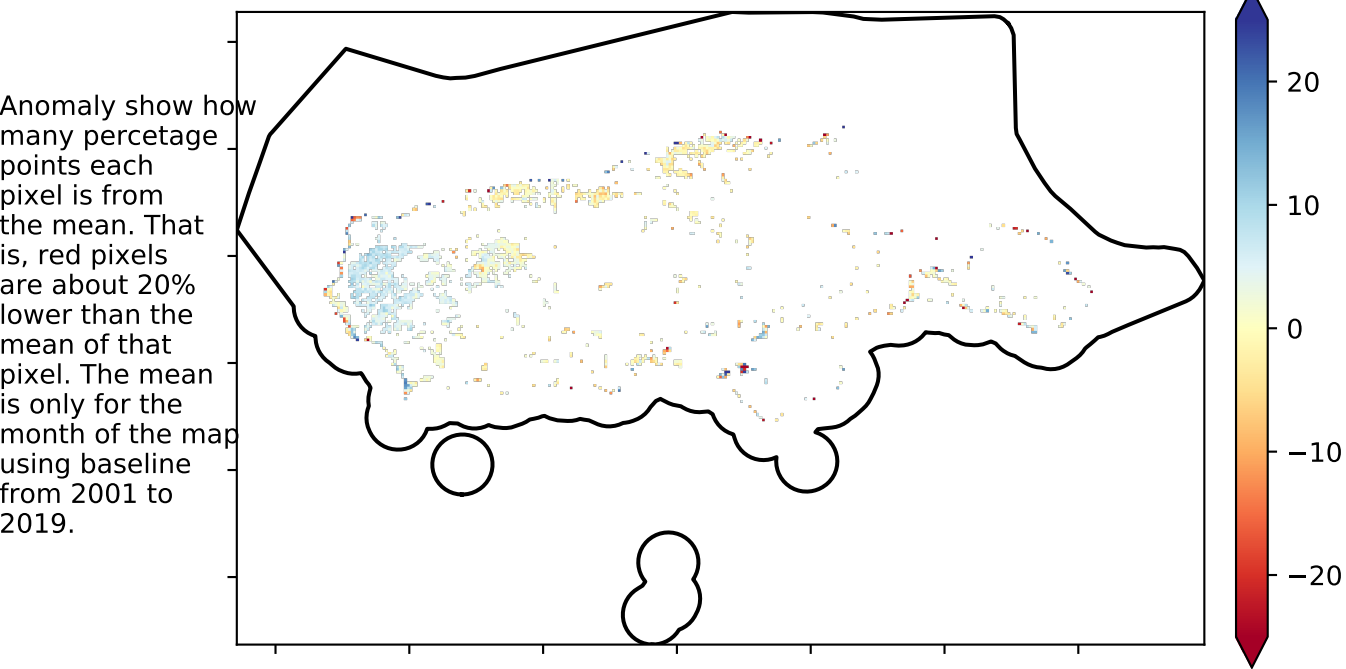 Anomaly show how
many percetage
points each
pixel is from
the mean. That
is, red pixels
are about 20%
lower than the
mean of that
pixel. The mean
is only for the
month of the map
using baseline
from 2001 to
2019.
20
10
0
−10
−20